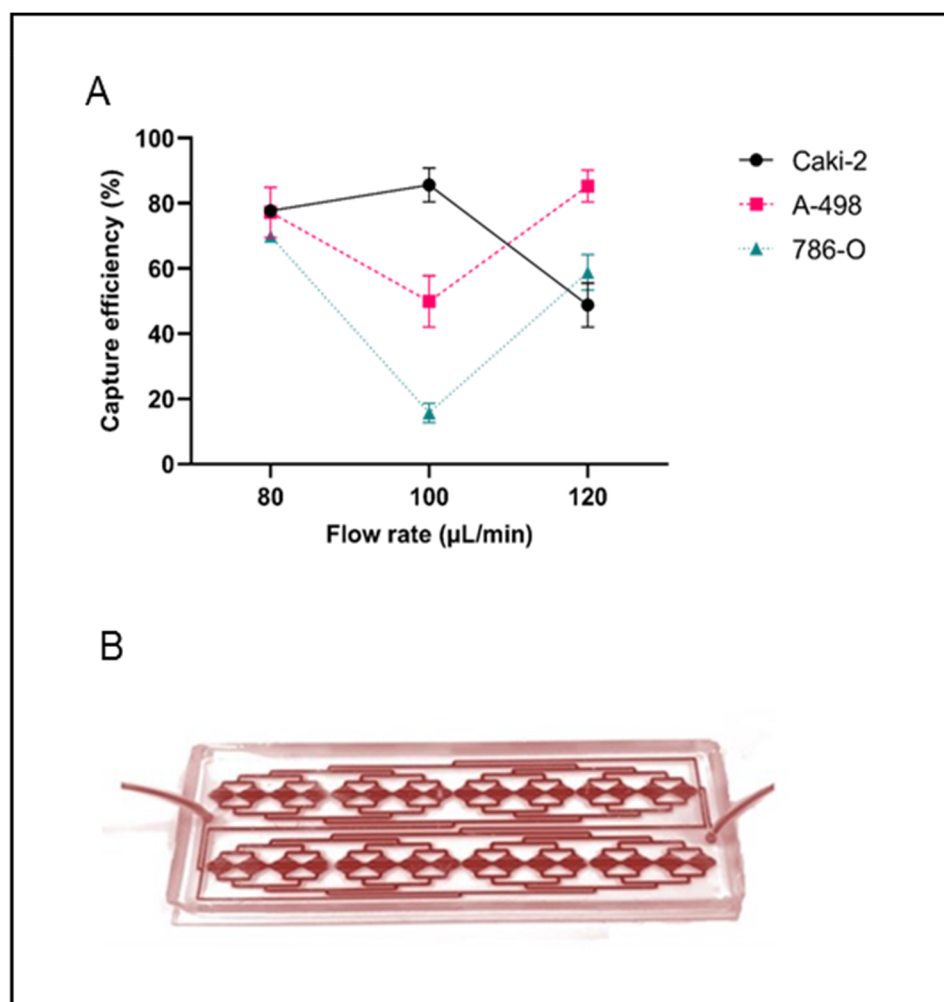 A
Capture efficiency (%)
100
80
60
40
20
0
80 100 120
Flow rate (µL/min)
Caki-2
A-498
786-O
B